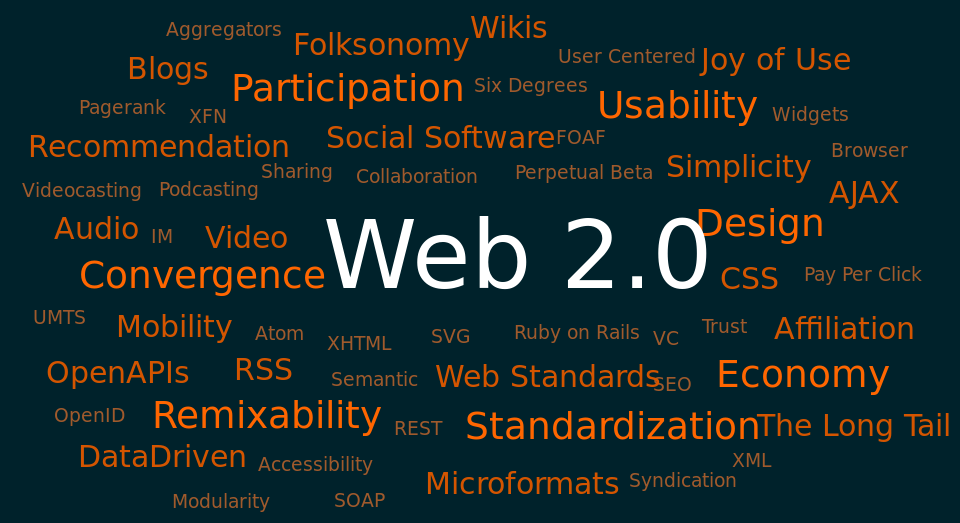 Wikis
Aggregators
Folksonomy
User Centered
Joy of Use
Blogs
Participation
Six Degrees
Usability
Pagerank
XFN
Widgets
Recommendation
Social Software
FOAF
Browser
Sharing
Collaboration
Perpetual Beta
Simplicity
Videocasting
Podcasting
AJAX
Audio
IM
Video
Web 2.0
Design
Convergence
CSS
Pay Per Click
UMTS
Mobility
Atom
XHTML
SVG
Ruby on Rails
VC
Trust
Affiliation
OpenAPIs
RSS
Semantic
Web Standards
SEO
Economy
OpenID
Remixability
REST
Standardization
The Long Tail
DataDriven
Accessibility
XML
Microformats
Syndication
Modularity
SOAP